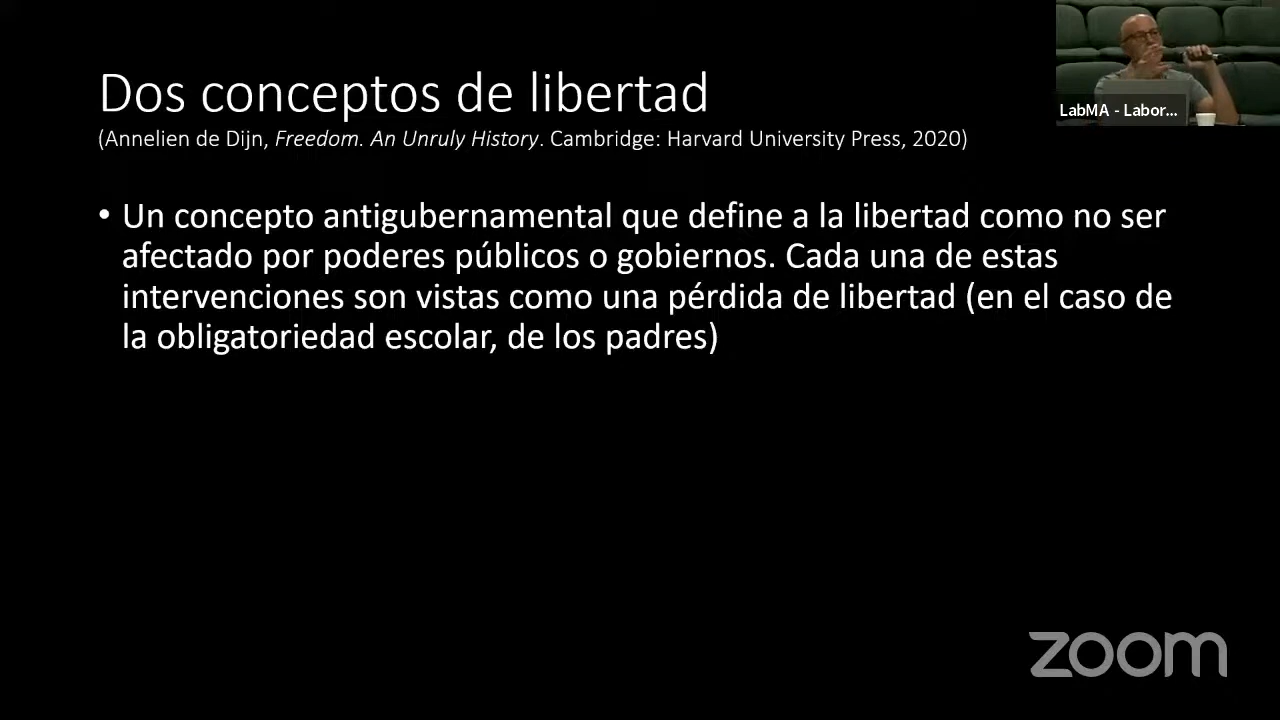 Dos conceptos de libertad
(Annelien de Dijn, Freedom. An Unruly History. Cambridge: Harvard University Press, 2020)
LabMA - Labor...
• Un concepto antigubernamental que define a la libertad como no ser
afectado por poderes públicos o gobiernos. Cada una de estas
intervenciones son vistas como una pérdida de libertad (en el caso de
la obligatoriedad escolar, de los padres)
zoom